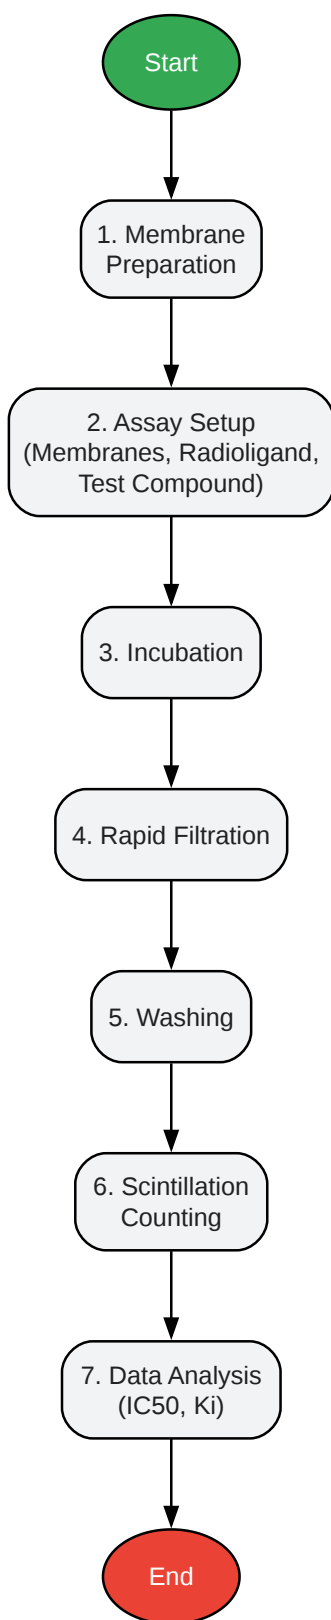 Start
1. Membrane
Preparation
2. Assay Setup
(Membranes, Radioligand,
Test Compound)
3. Incubation
4. Rapid Filtration
5. Washing
6. Scintillation
Counting
7. Data Analysis
(IC50, Ki)
End